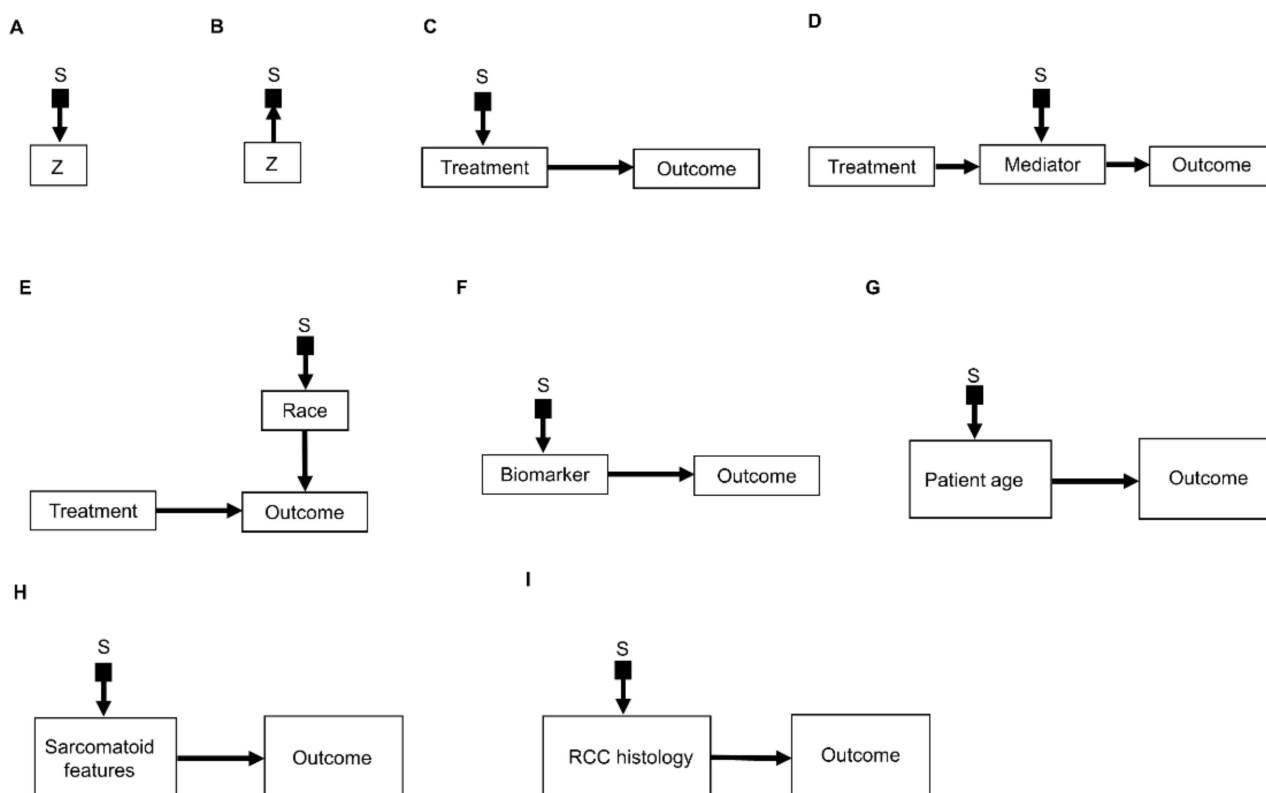 A
B
C
D
S
S
S
S
Z
Z
Treatment
Outcome
Treatment
Mediator
Outcome
E
F
G
S
Race
Treatment
Outcome
S
Biomarker
Outcome
S
Patient age
Outcome
H
I
S
Sarcomatoid
features
Outcome
S
RCC histology
Outcome